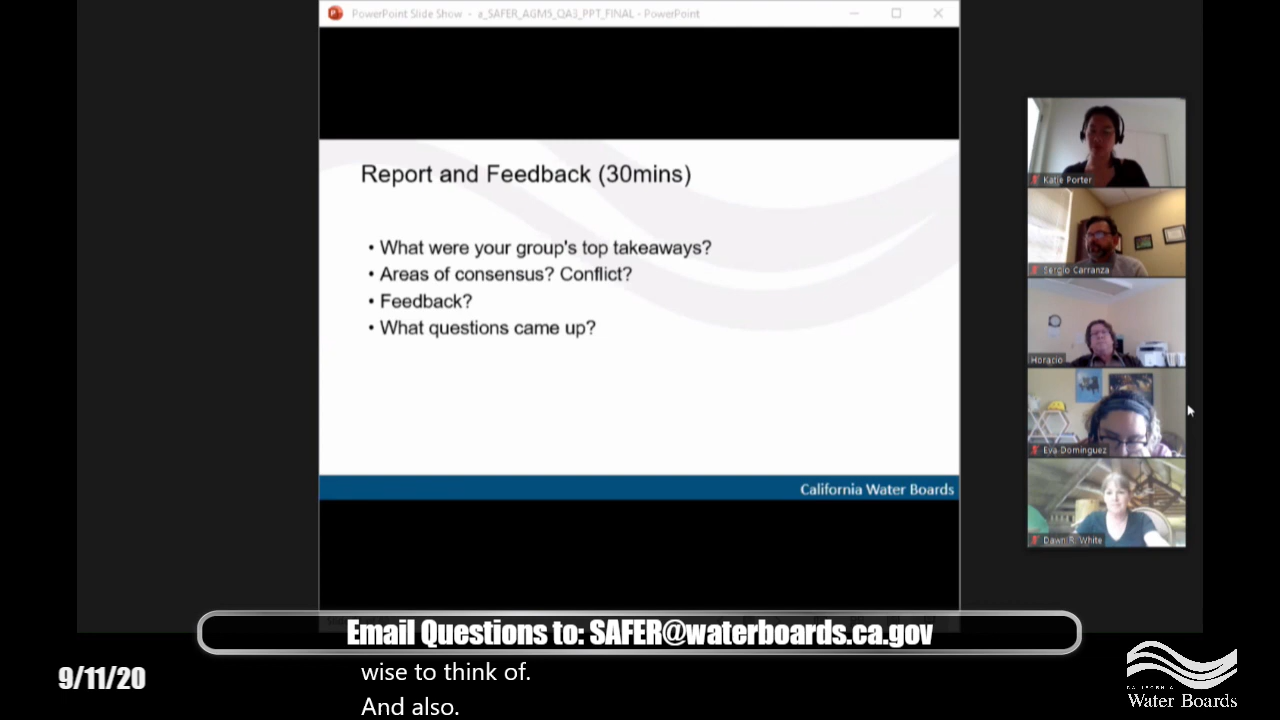 PowerPoint Slide Show - a_SAFER_AGM5_QA3_PPT_FINAL - PowerPoint
Report and Feedback (30mins)
• What were your group's top takeaways?
• Areas of consensus? Conflict?
• Feedback?
• What questions came up?
California Water Boards
Katie Porter
Sergio Carranza
Horacio
Eva Dominguez
Dawn R. White
Email Questions to: SAFER@waterboards.ca.gov
9/11/20
wise to think of.
And also.
CALIFORNIA
Water Boards